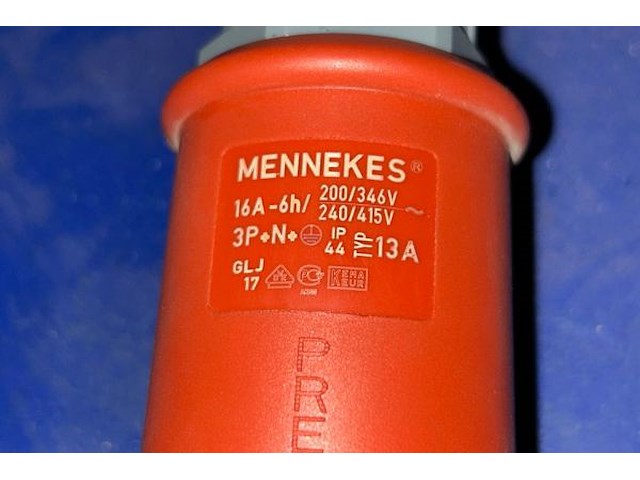 MENNEKES®
16A-6h/ 200/346V ~
240/415V
3P+N+⏚ IP 44 TYP 13A
GLJ
17
KEMA
KEUR
PRE